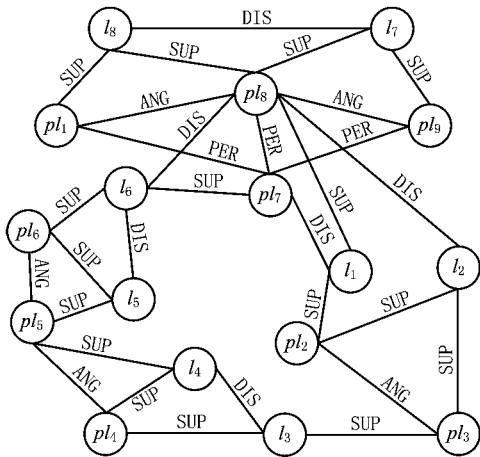 DIS
l8
l7
SUP
SUP
SUP
SUP
ANG
pl8
ANG
pl1
DIS
PER
pl9
PER
PER
l6
SUP
pl7
SUP
DIS
SUP
DIS
pl6
DIS
l1
l2
ANG
SUP
l5
SUP
SUP
pl5
SUP
SUP
pl2
SUP
l4
ANG
SUP
DIS
ANG
pl4
SUP
l3
SUP
pl3